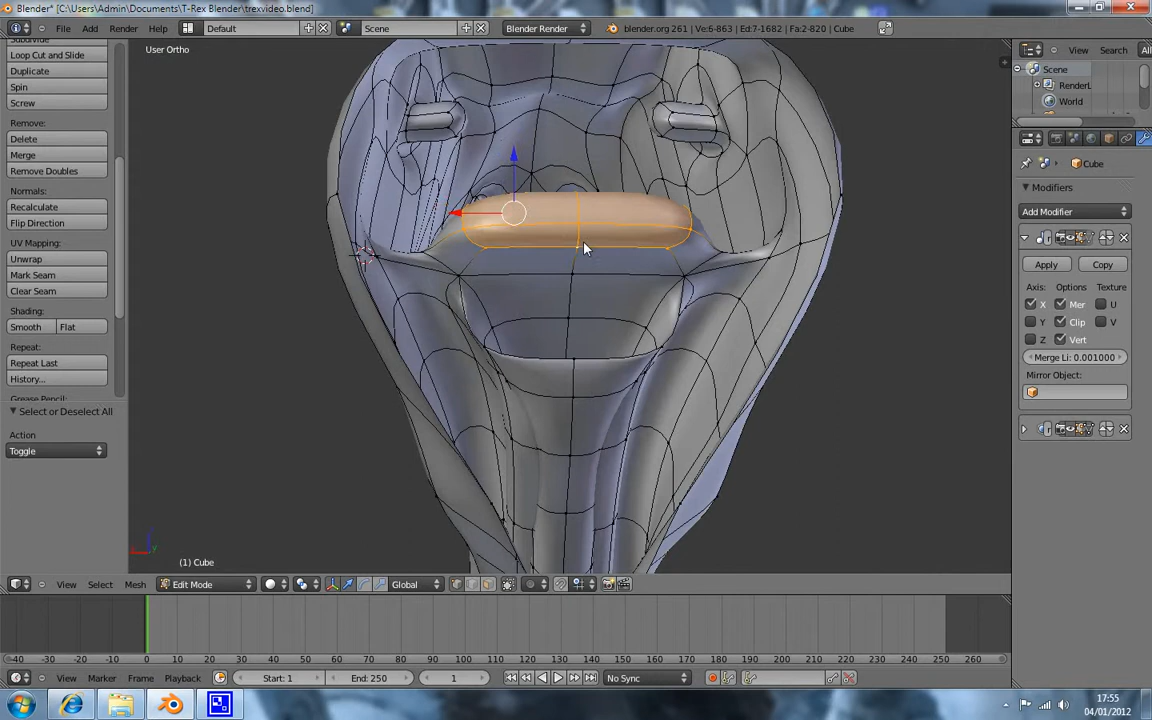 Blender* [C:\Users\Admin\Documents\T-Rex Blender\trexvideo.blend]
File Add Render Help Default Scene Blender Render blender.org 261 | Ve:6-863 | Ed:7-1682 | Fa:2-820 | Cube
View Search All
Scene
RenderL
World
Cube
Modifiers
Add Modifier
Apply Copy
Axis: Options Texture
X Mer U
Y Clip V
Z Vert
Merge Li: 0.001000
Mirror Object:
Loop Cut and Slide
Duplicate
Spin
Screw
Remove:
Delete
Merge
Remove Doubles
Normals:
Recalculate
Flip Direction
UV Mapping:
Unwrap
Mark Seam
Clear Seam
Shading:
Smooth Flat
Repeat:
Repeat Last
History...
Select or Deselect All
Action
Toggle
User Ortho
(1) Cube
View Select Mesh Edit Mode Global
-40 -30 -20 -10 0 10 20 30 40 50 60 70 80 90 100 110 120 130 140 150 160 170 180 190 200 210 220 230 240 250 260
View Marker Frame Playback Start: 1 End: 250 1 No Sync
17:55
04/01/2012